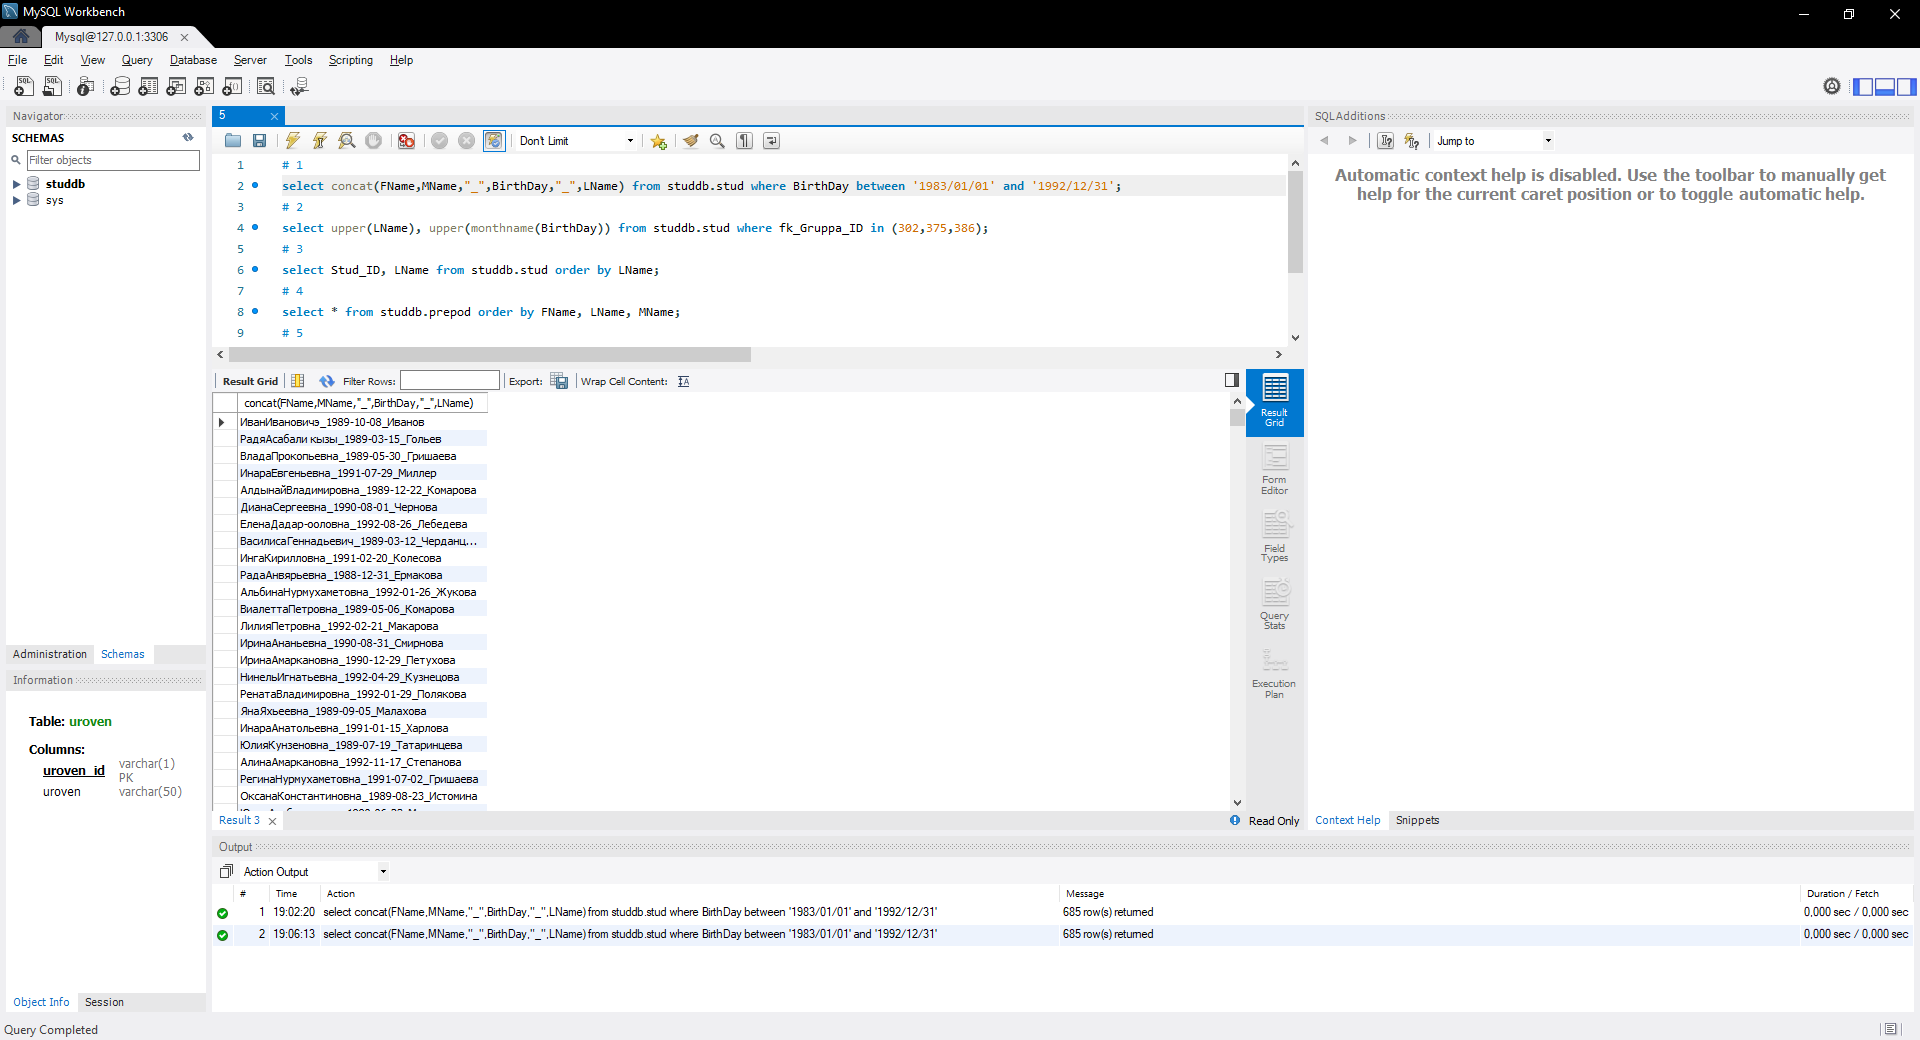 MySQL Workbench
Mysql@127.0.0.1:3306
File Edit View Query Database Server Tools Scripting Help
Navigator
SCHEMAS
Filter objects
studdb
sys
Administration Schemas
Information
Table: uroven
Columns:
uroven_id varchar(1) PK
uroven varchar(50)
Object Info Session
5
Don't Limit
1 # 1
2 select concat(FName,MName,"_",BirthDay,"_",LName) from studdb.stud where BirthDay between '1983/01/01' and '1992/12/31';
3 # 2
4 select upper(LName), upper(monthname(BirthDay)) from studdb.stud where fk_Gruppa_ID in (302,375,386);
5 # 3
6 select Stud_ID, LName from studdb.stud order by LName;
7 # 4
8 select * from studdb.prepod order by FName, LName, MName;
9 # 5
Result Grid Filter Rows: Export: Wrap Cell Content:
concat(FName,MName,"_",BirthDay,"_",LName)
ИванИвановичэ_1989-10-08_Иванов
РадяАсабали кызы_1989-03-15_Гольев
ВладаПрокопьевна_1989-05-30_Гришаева
ИнараЕвгеньевна_1991-07-29_Миллер
АлдынайВладимировна_1989-12-22_Комарова
ДианаСергеевна_1990-08-01_Чернова
ЕленаДадар-ооловна_1992-08-26_Лебедева
ВасилисаГеннадьевич_1989-03-12_Черданц...
ИнгаКирилловна_1991-02-20_Колесова
РадаАнвярьевна_1988-12-31_Ермакова
АльбинаНурмухаметовна_1992-01-26_Жукова
ВиалеттаПетровна_1989-05-06_Комарова
ЛилияПетровна_1992-02-21_Макарова
ИринаАнаньевна_1990-08-31_Смирнова
ИринаАмаркановна_1990-12-29_Петухова
НинельИгнатьевна_1992-04-29_Кузнецова
РенатаВладимировна_1992-01-29_Полякова
ЯнаЯхьеевна_1989-09-05_Малахова
ИнараАнатольевна_1991-01-15_Харлова
ЮлияКунзеновна_1989-07-19_Татаринцева
АлинаАмаркановна_1992-11-17_Степанова
РегинаНурмухаметовна_1991-07-02_Гришаева
ОксанаКонстантиновна_1989-08-23_Истомина
Result Grid
Form Editor
Field Types
Query Stats
Execution Plan
Result 3
Read Only
SQLAdditions
Jump to
Automatic context help is disabled. Use the toolbar to manually get
help for the current caret position or to toggle automatic help.
Context Help Snippets
Output
Action Output
# Time Action Message Duration / Fetch
1 19:02:20 select concat(FName,MName,"_",BirthDay,"_",LName) from studdb.stud where BirthDay between '1983/01/01' and '1992/12/31' 685 row(s) returned 0,000 sec / 0,000 sec
2 19:06:13 select concat(FName,MName,"_",BirthDay,"_",LName) from studdb.stud where BirthDay between '1983/01/01' and '1992/12/31' 685 row(s) returned 0,000 sec / 0,000 sec
Query Completed